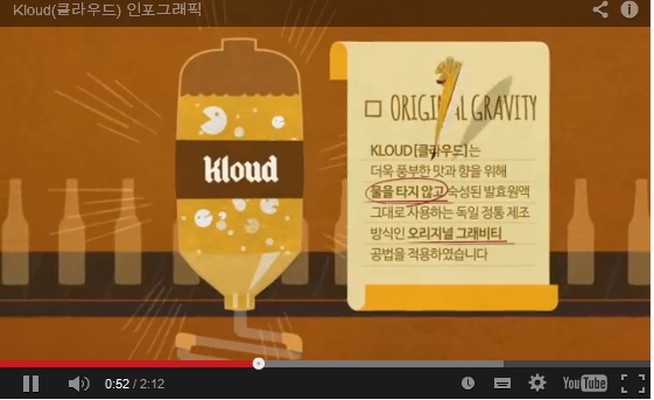 Kloud(클라우드) 인포그래픽
kloud
ORIGINAL GRAVITY
KLOUD[클라우드]는
더욱 풍부한 맛과 향을 위해
물을 타지 않고 숙성된 발효원액
그대로 사용하는 독일 정통 제조
방식인 오리지널 그래비티
공법을 적용하였습니다
0:52 / 2:12
YouTube